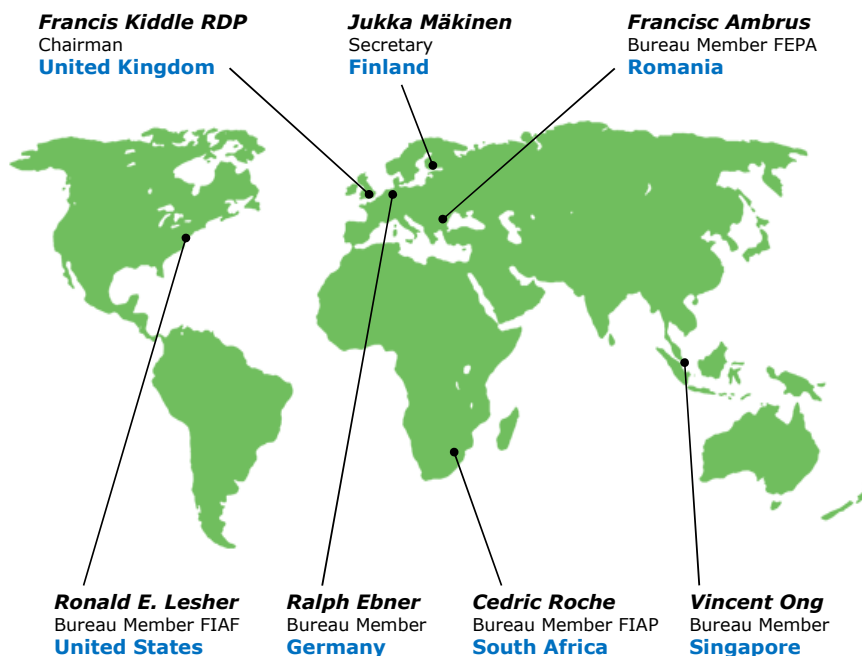 Francis Kiddle RDP
Chairman
United Kingdom
Jukka Mäkinen
Secretary
Finland
Francisc Ambrus
Bureau Member FEPA
Romania
Ronald E. Lesher
Bureau Member FIAF
United States
Ralph Ebner
Bureau Member
Germany
Cedric Roche
Bureau Member FIAP
South Africa
Vincent Ong
Bureau Member
Singapore